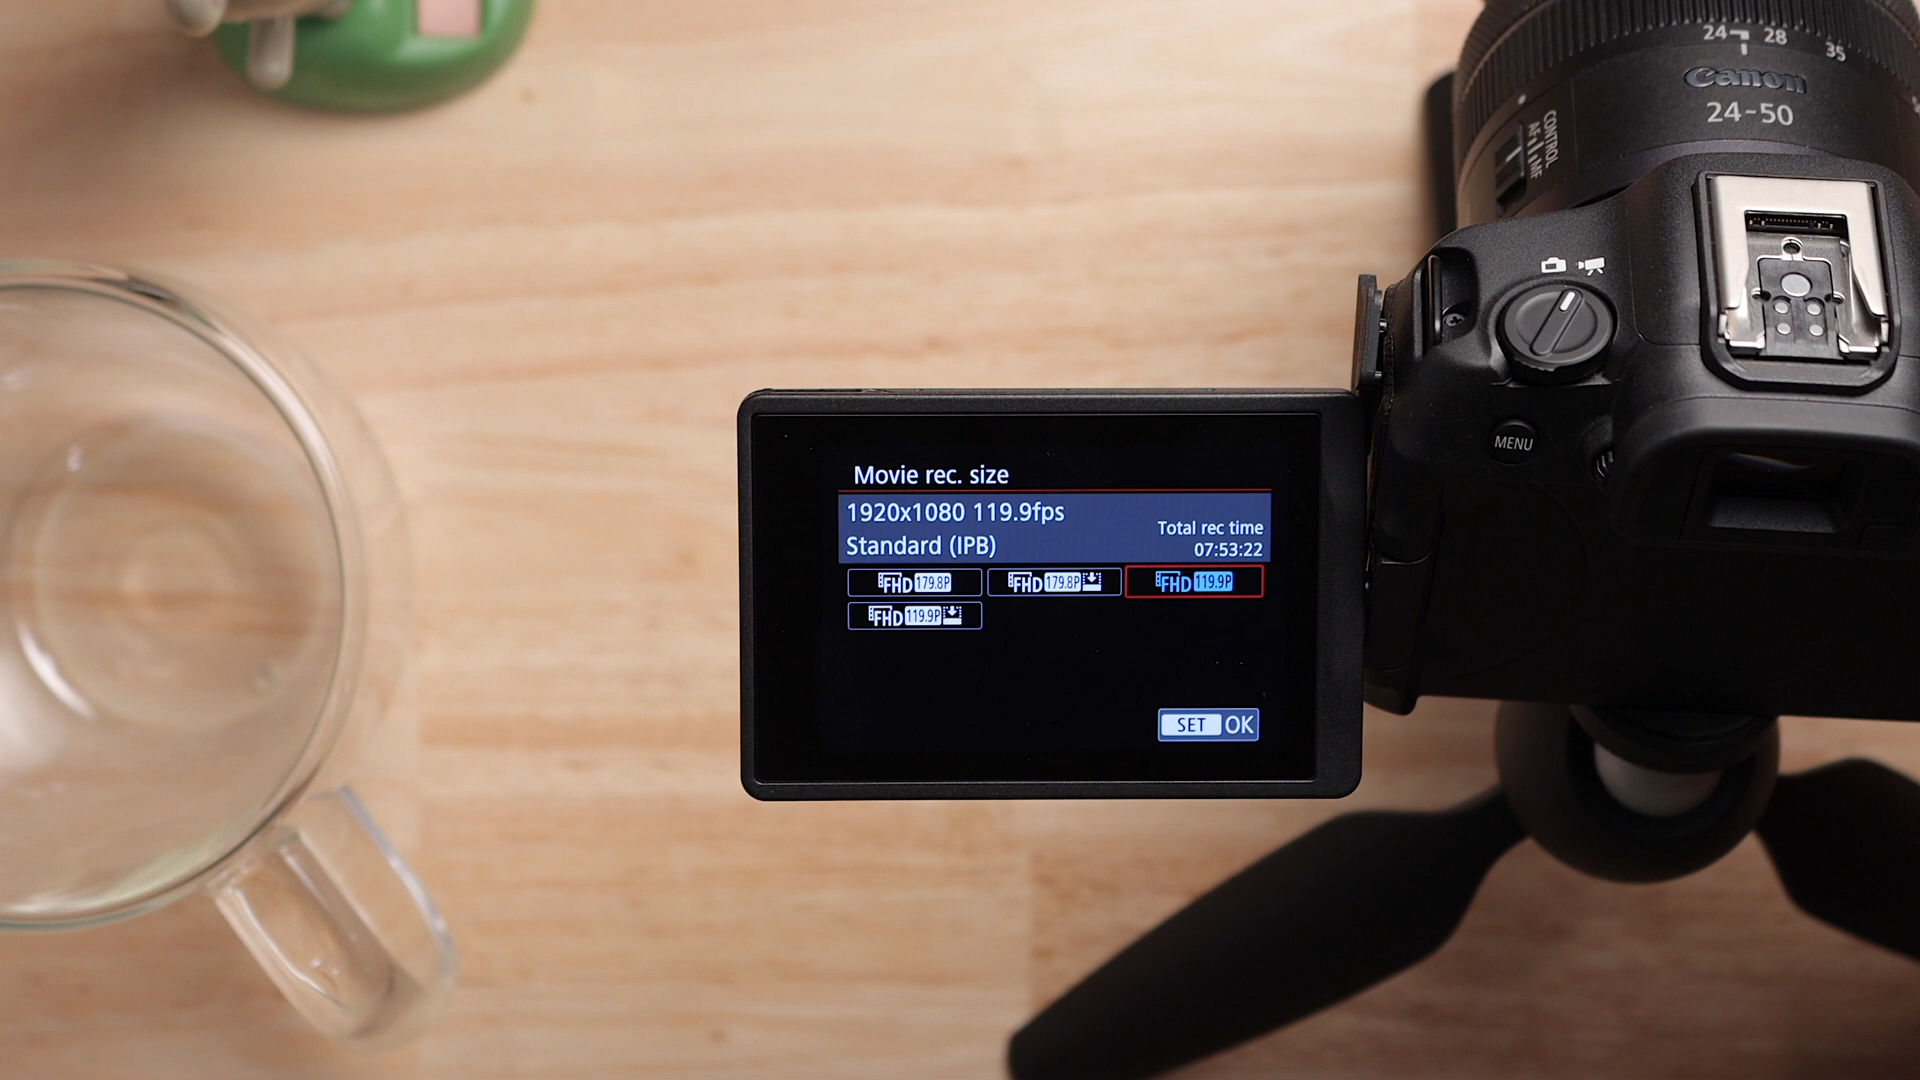 24 28 35
Canon
24-50
CONTROL
AF MF
MENU
Movie rec. size
1920x1080 119.9fps
Standard (IPB)
Total rec time
07:53:22
FHD 179.8P
FHD 179.8P
FHD 119.9P
FHD 119.9P
SET OK